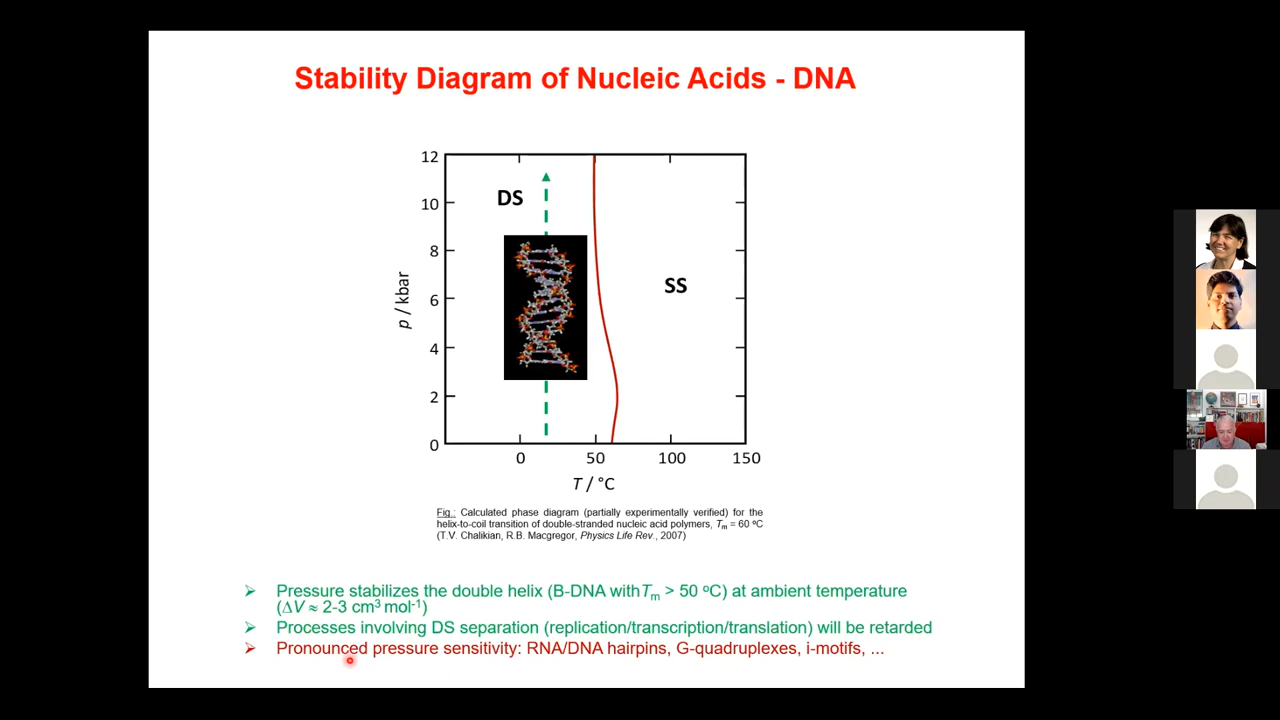 Stability Diagram of Nucleic Acids - DNA
12
10
8
6
4
2
0
p / kbar
DS
SS
0 50 100 150
T / °C
Fig.: Calculated phase diagram (partially experimentally verified) for the
helix-to-coil transition of double-stranded nucleic acid polymers, Tm = 60 °C
(T.V. Chalikian, R.B. Macgregor, Physics Life Rev., 2007)
➢ Pressure stabilizes the double helix (B-DNA withTm > 50 ºC) at ambient temperature
(ΔV ≈ 2-3 cm³ mol⁻¹)
➢ Processes involving DS separation (replication/transcription/translation) will be retarded
➢ Pronounced pressure sensitivity: RNA/DNA hairpins, G-quadruplexes, i-motifs, ...